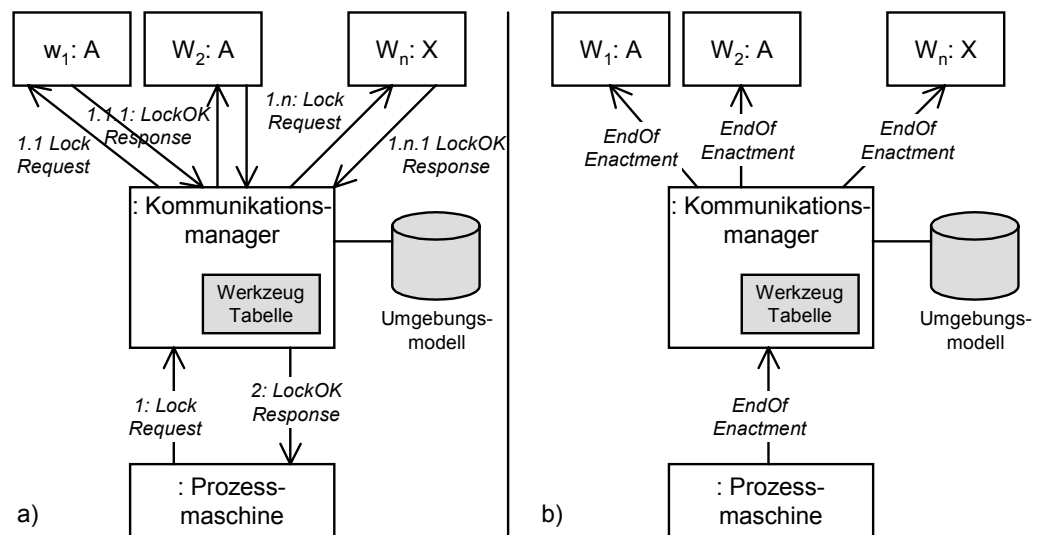 w1: A
W2: A
Wn: X
1.1 Lock
Request
1.1.1: LockOK
Response
1.n: Lock
Request
1.n.1 LockOK
Response
: Kommunikations-
manager
Werkzeug
Tabelle
Umgebungs-
modell
1: Lock
Request
2: LockOK
Response
: Prozess-
maschine
a)
W1: A
W2: A
Wn: X
EndOf
Enactment
EndOf
Enactment
EndOf
Enactment
: Kommunikations-
manager
Werkzeug
Tabelle
Umgebungs-
modell
EndOf
Enactment
: Prozess-
maschine
b)